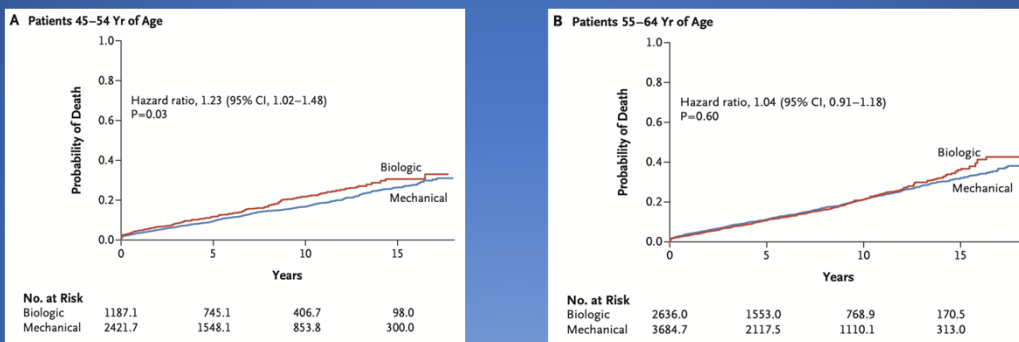 A Patients 45–54 Yr of Age
1.0
0.8
Hazard ratio, 1.23 (95% CI, 1.02–1.48)
P=0.03
0.6
0.4
0.2
0.0
Probability of Death
Biologic
Mechanical
0 5 10 15
Years
No. at Risk
Biologic 1187.1 745.1 406.7 98.0
Mechanical 2421.7 1548.1 853.8 300.0
B Patients 55–64 Yr of Age
1.0
0.8
Hazard ratio, 1.04 (95% CI, 0.91–1.18)
P=0.60
0.6
0.4
0.2
0.0
Probability of Death
Biologic
Mechanical
0 5 10 15
Years
No. at Risk
Biologic 2636.0 1553.0 768.9 170.5
Mechanical 3684.7 2117.5 1110.1 313.0